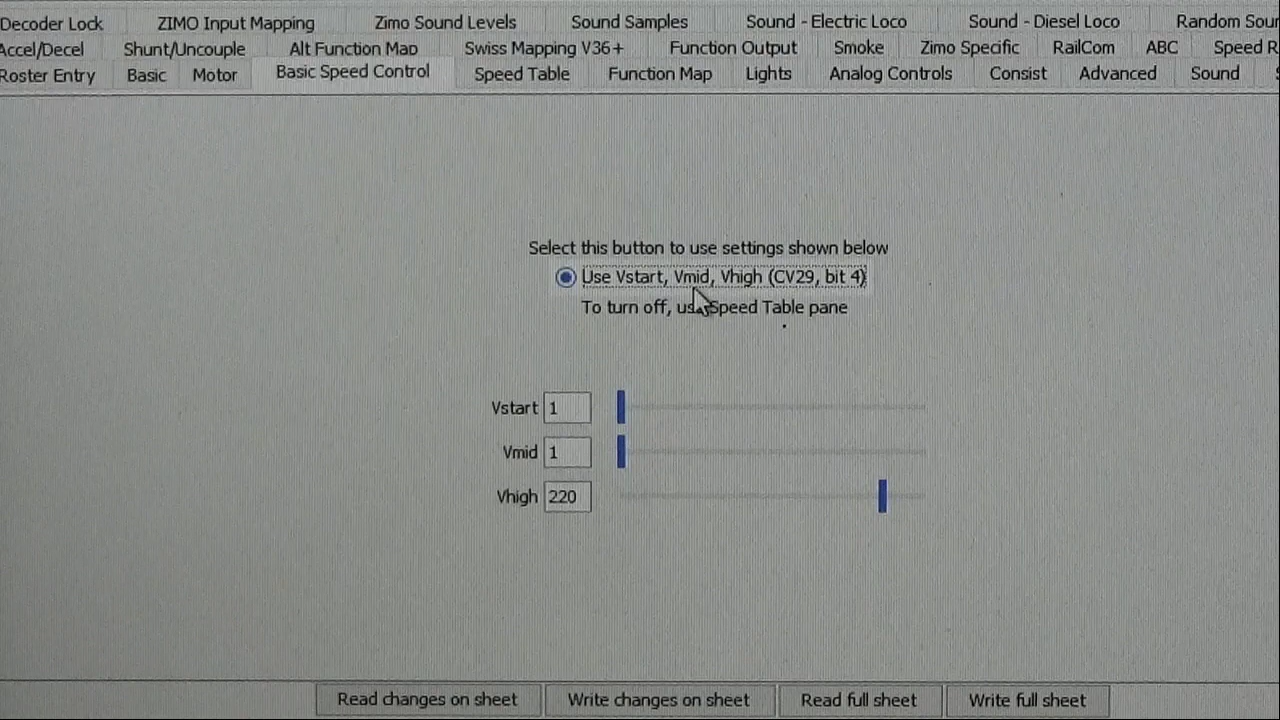 Decoder Lock ZIMO Input Mapping Zimo Sound Levels Sound Samples Sound - Electric Loco Sound - Diesel Loco Random
Accel/Decel Shunt/Uncouple Alt Function Map Swiss Mapping V36+ Function Output Smoke Zimo Specific RailCom ABC Speed
Roster Entry Basic Motor Basic Speed Control Speed Table Function Map Lights Analog Controls Consist Advanced Sound
Select this button to use settings shown below
Use Vstart, Vmid, Vhigh (CV29, bit 4)
To turn off, use Speed Table pane
Vstart 1
Vmid 1
Vhigh 220
Read changes on sheet Write changes on sheet Read full sheet Write full sheet